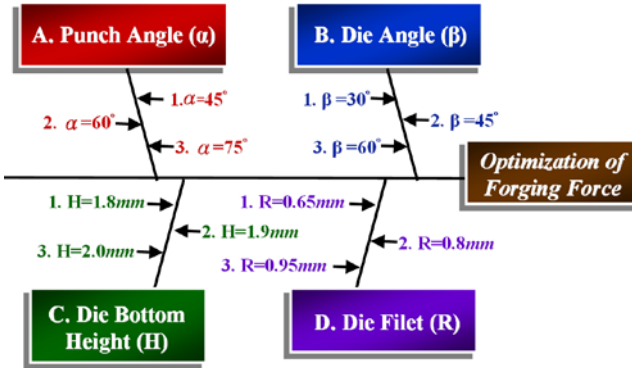 A. Punch Angle (α)
B. Die Angle (β)
1.α=45°
2. α=60°
3. α=75°
1. β=30°
2. β=45°
3. β=60°
Optimization of
Forging Force
1. H=1.8mm
2. H=1.9mm
3. H=2.0mm
1. R=0.65mm
2. R=0.8mm
3. R=0.95mm
C. Die Bottom
Height (H)
D. Die Filet (R)